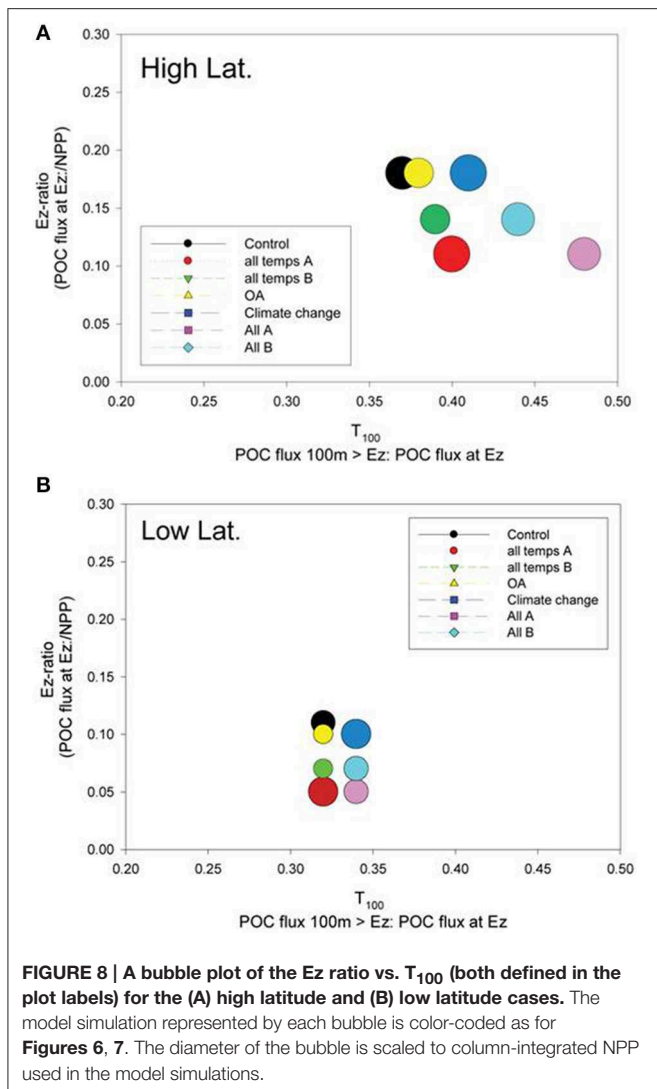 A
High Lat.
0.30
0.25
0.20
0.15
0.10
0.05
0.00
Ez-ratio
(POC flux at Ez:/NPP)
Control
all temps A
all temps B
OA
Climate change
All A
All B
0.20 0.25 0.30 0.35 0.40 0.45 0.50
T100
POC flux 100m > Ez: POC flux at Ez
B
Low Lat.
0.30
0.25
0.20
0.15
0.10
0.05
0.00
Ez-ratio
(POC flux at Ez:/NPP)
Control
all temps A
all temps B
OA
Climate change
All A
All B
0.20 0.25 0.30 0.35 0.40 0.45 0.50
T100
POC flux 100m > Ez: POC flux at Ez
FIGURE 8 | A bubble plot of the Ez ratio vs. T100 (both defined in the
plot labels) for the (A) high latitude and (B) low latitude cases. The
model simulation represented by each bubble is color-coded as for
Figures 6, 7. The diameter of the bubble is scaled to column-integrated NPP
used in the model simulations.